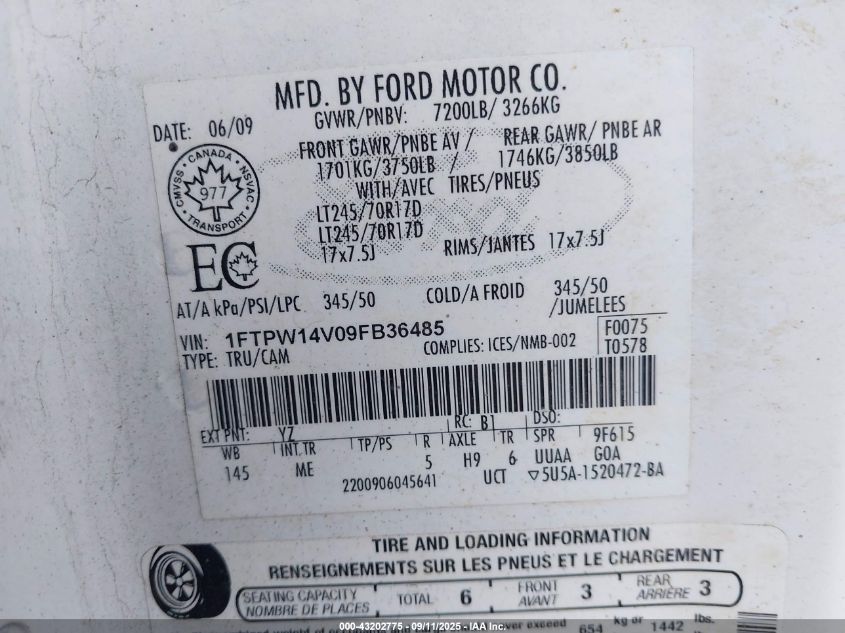 MFD. BY FORD MOTOR CO.
DATE: 06/09
GVWR/PNBV: 7200LB/ 3266KG
FRONT GAWR/PNBE AV / REAR GAWR/ PNBE AR
1701KG/3750LB / 1746KG/3850LB
WITH/AVEC TIRES/PNEUS
LT245/70R17D
LT245/70R17D
17x7.5J RIMS/JANTES 17x7.5J
CANADA
CMVSS NSVAC
977
TRANSPORT
EC
AT/A kPa/PSI/LPC 345/50 COLD/A FROID 345/50
/JUMELEES
VIN: 1FTPW14V09FB36485 F0075
TYPE: TRU/CAM COMPLIES: ICES/NMB-002 T0578
EXT PNT: YZ RC: B1 DSO:
WB INT TR TP/PS R AXLE TR SPR 9F615
145 ME 5 H9 6 UUAA GOA
2200906045641 UCT ▽5U5A-1520472-BA
TIRE AND LOADING INFORMATION
RENSEIGNEMENTS SUR LES PNEUS ET LE CHARGEMENT
SEATING CAPACITY TOTAL 6 FRONT 3 REAR 3
NOMBRE DE PLACES AVANT ARRIÈRE
exceed 654 kg or 1442 lbs.
000-43202775 - 09/11/2025 - IAA